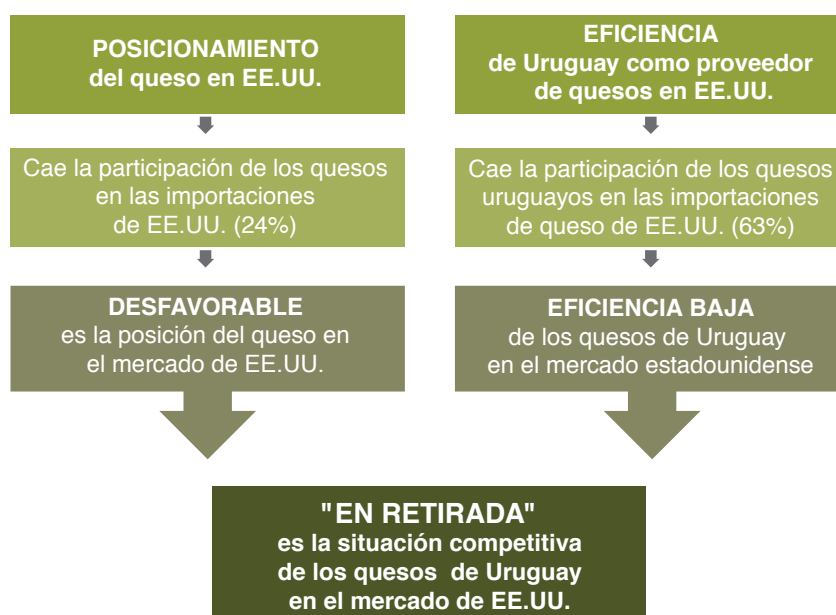 POSICIONAMIENTO
del queso en EE.UU.
Cae la participación de los quesos
en las importaciones
de EE.UU. (24%)
DESFAVORABLE
es la posición del queso en
el mercado de EE.UU.
EFICIENCIA
de Uruguay como proveedor
de quesos en EE.UU.
Cae la participación de los quesos
uruguayos en las importaciones
de queso de EE.UU. (63%)
EFICIENCIA BAJA
de los quesos de Uruguay
en el mercado estadounidense
"EN RETIRADA"
es la situación competitiva
de los quesos de Uruguay
en el mercado de EE.UU.